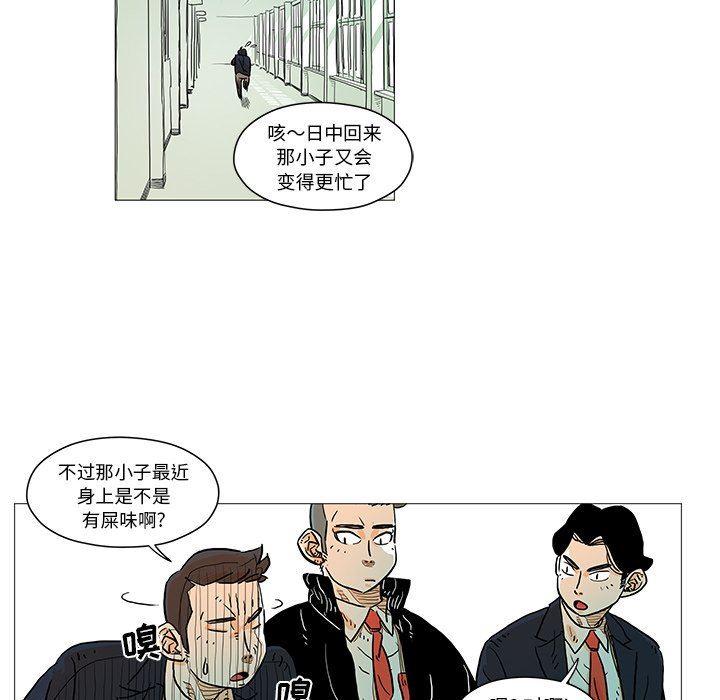 咳～日中回来
那小子又会
变得更忙了
不过那小子最近
身上是不是
有屎味啊?
嗅
嗅